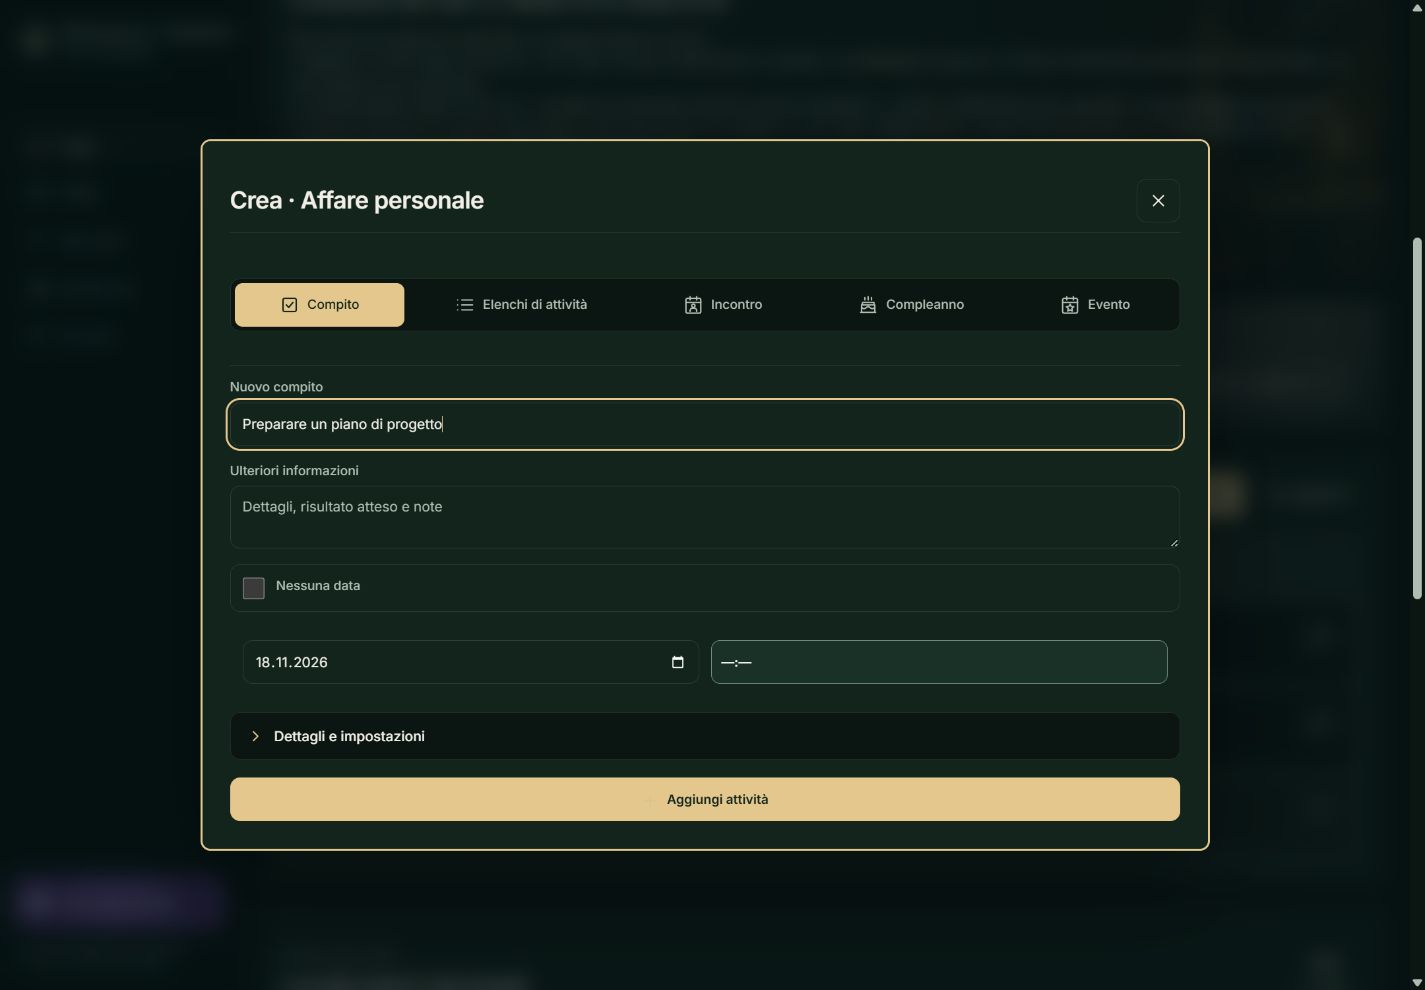 Crea · Affare personale
Compito
Elenchi di attività
Incontro
Compleanno
Evento
Nuovo compito
Preparare un piano di progetto
Ulteriori informazioni
Dettagli, risultato atteso e note
Nessuna data
18.11.2026
—:—
Dettagli e impostazioni
Aggiungi attività